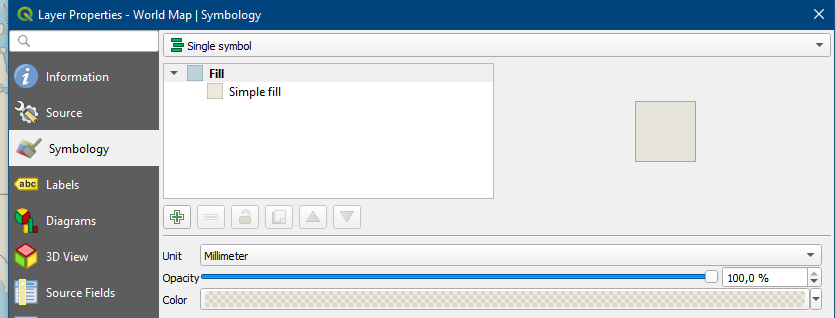 Layer Properties - World Map | Symbology
Single symbol
Information
Source
Symbology
Labels
Diagrams
3D View
Source Fields
Fill
Simple fill
Unit Millimeter
Opacity 100,0 %
Color
abc